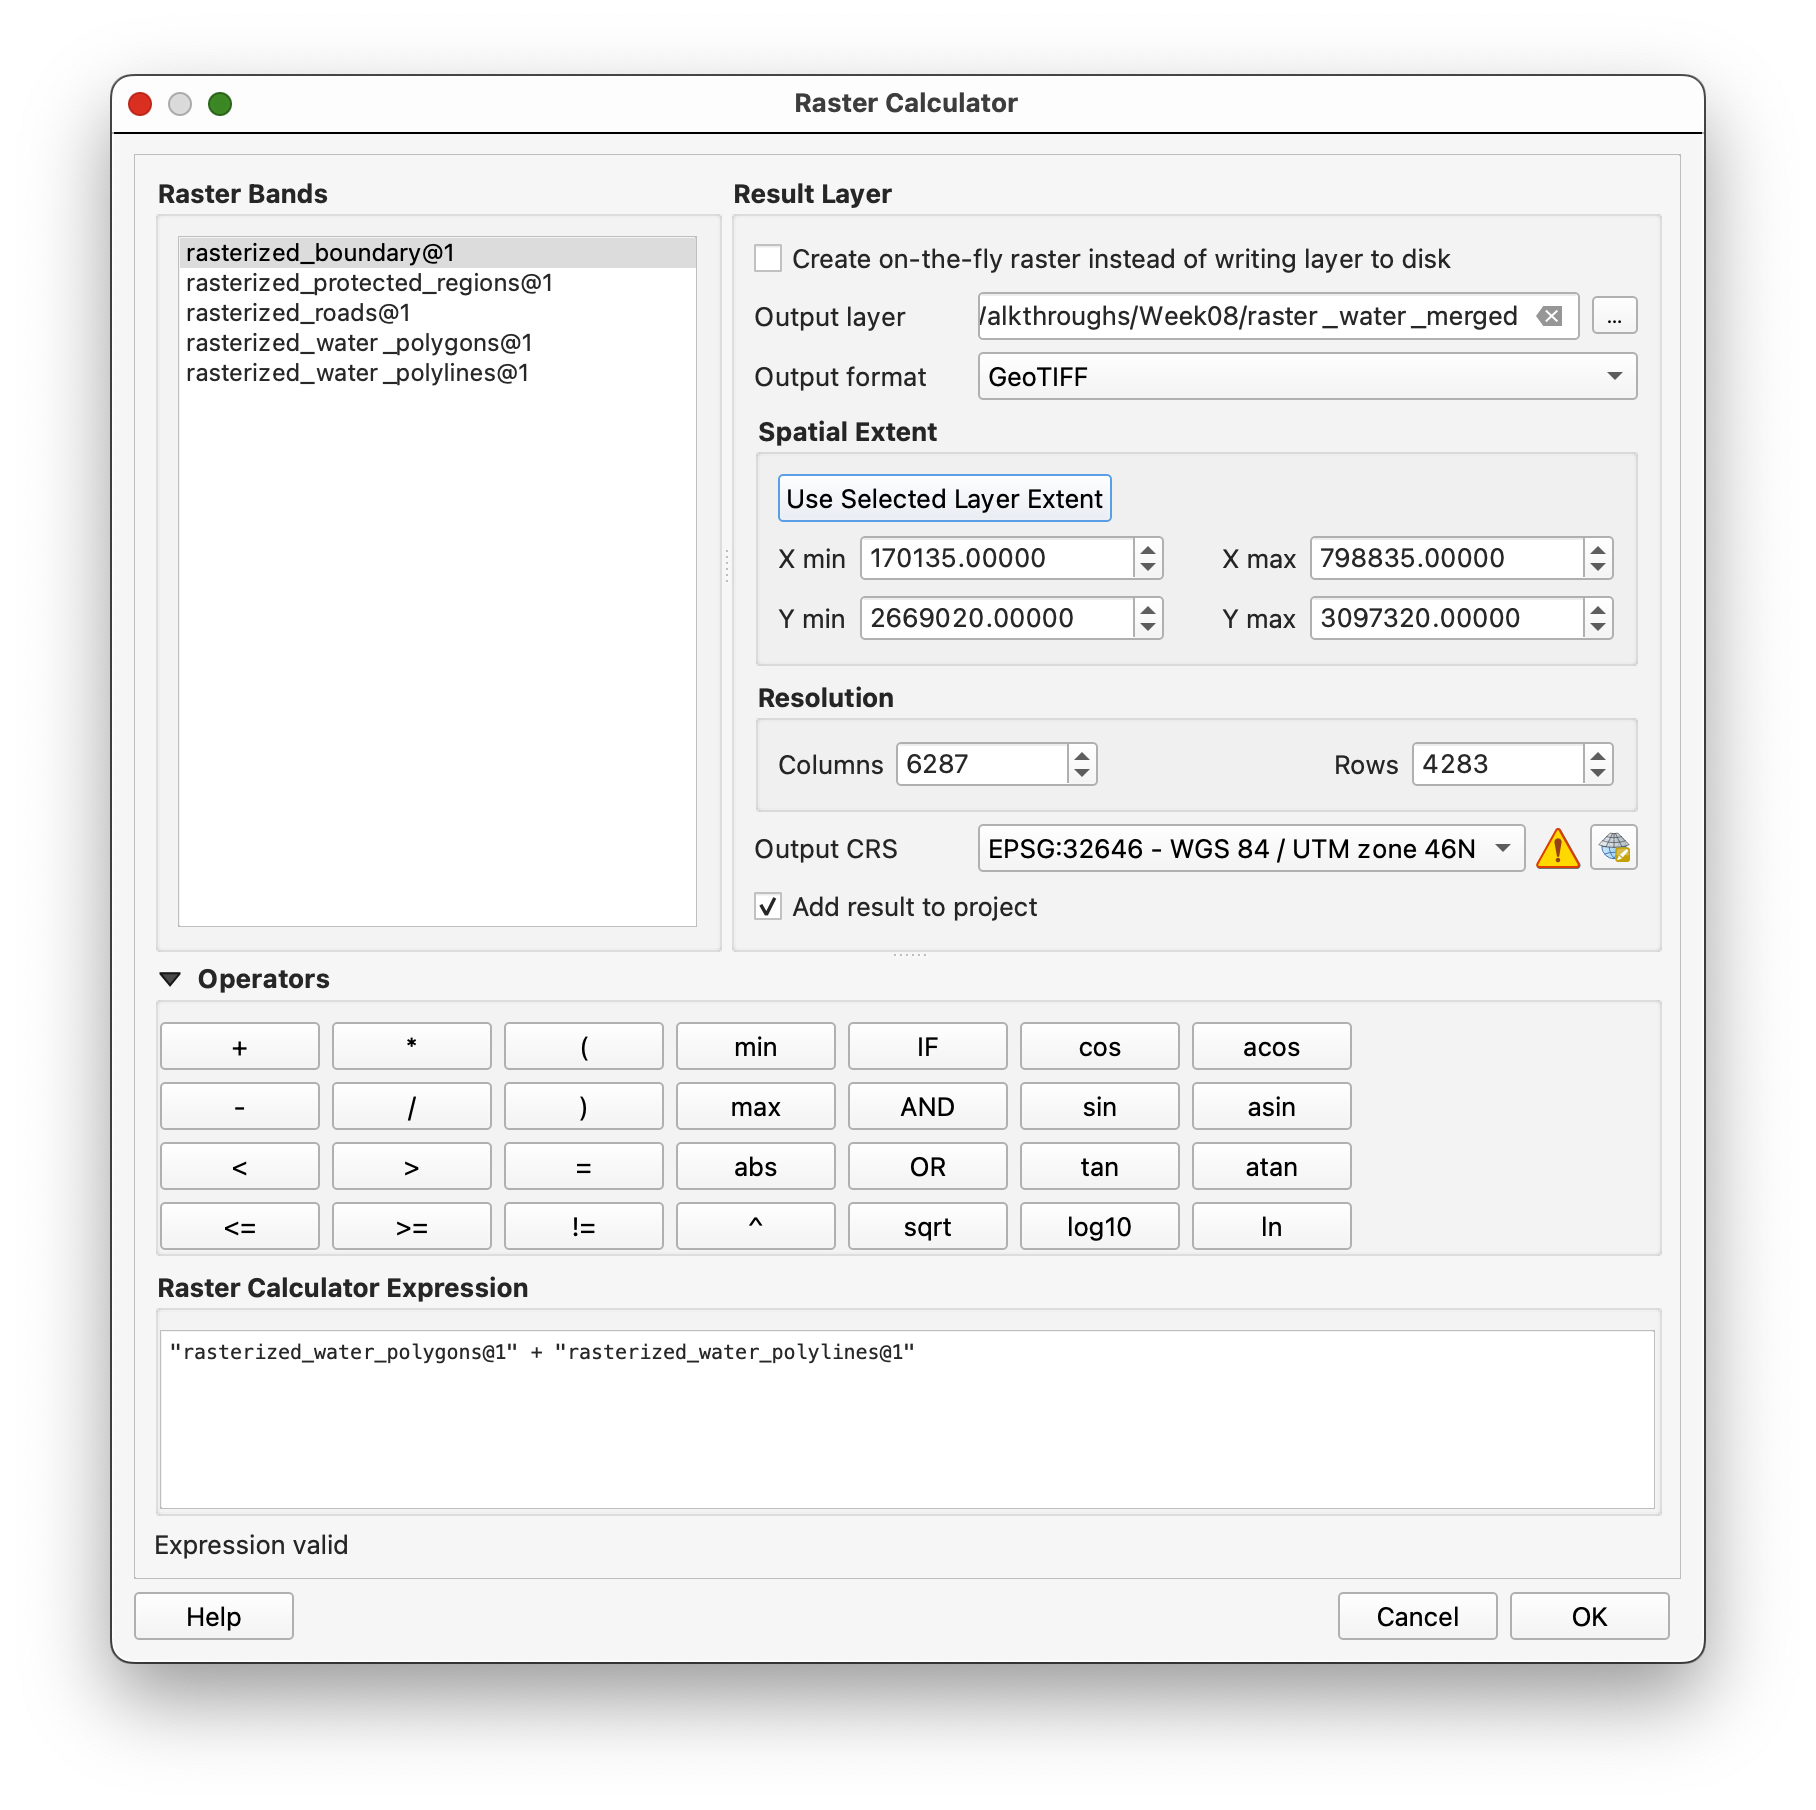 Raster Calculator
Raster Bands
rasterized_boundary@1
rasterized_protected_regions@1
rasterized_roads@1
rasterized_water_polygons@1
rasterized_water_polylines@1
Result Layer
Create on-the-fly raster instead of writing layer to disk
Output layer /alkthroughs/Week08/raster_water_merged ...
Output format GeoTIFF
Spatial Extent
Use Selected Layer Extent
X min 170135.00000 X max 798835.00000
Y min 2669020.00000 Y max 3097320.00000
Resolution
Columns 6287 Rows 4283
Output CRS EPSG:32646 - WGS 84 / UTM zone 46N
Add result to project
Operators
+ * ( min IF cos acos
- / ) max AND sin asin
< > = abs OR tan atan
<= >= != ^ sqrt log10 ln
Raster Calculator Expression
"rasterized_water_polygons@1" + "rasterized_water_polylines@1"
Expression valid
Help Cancel OK